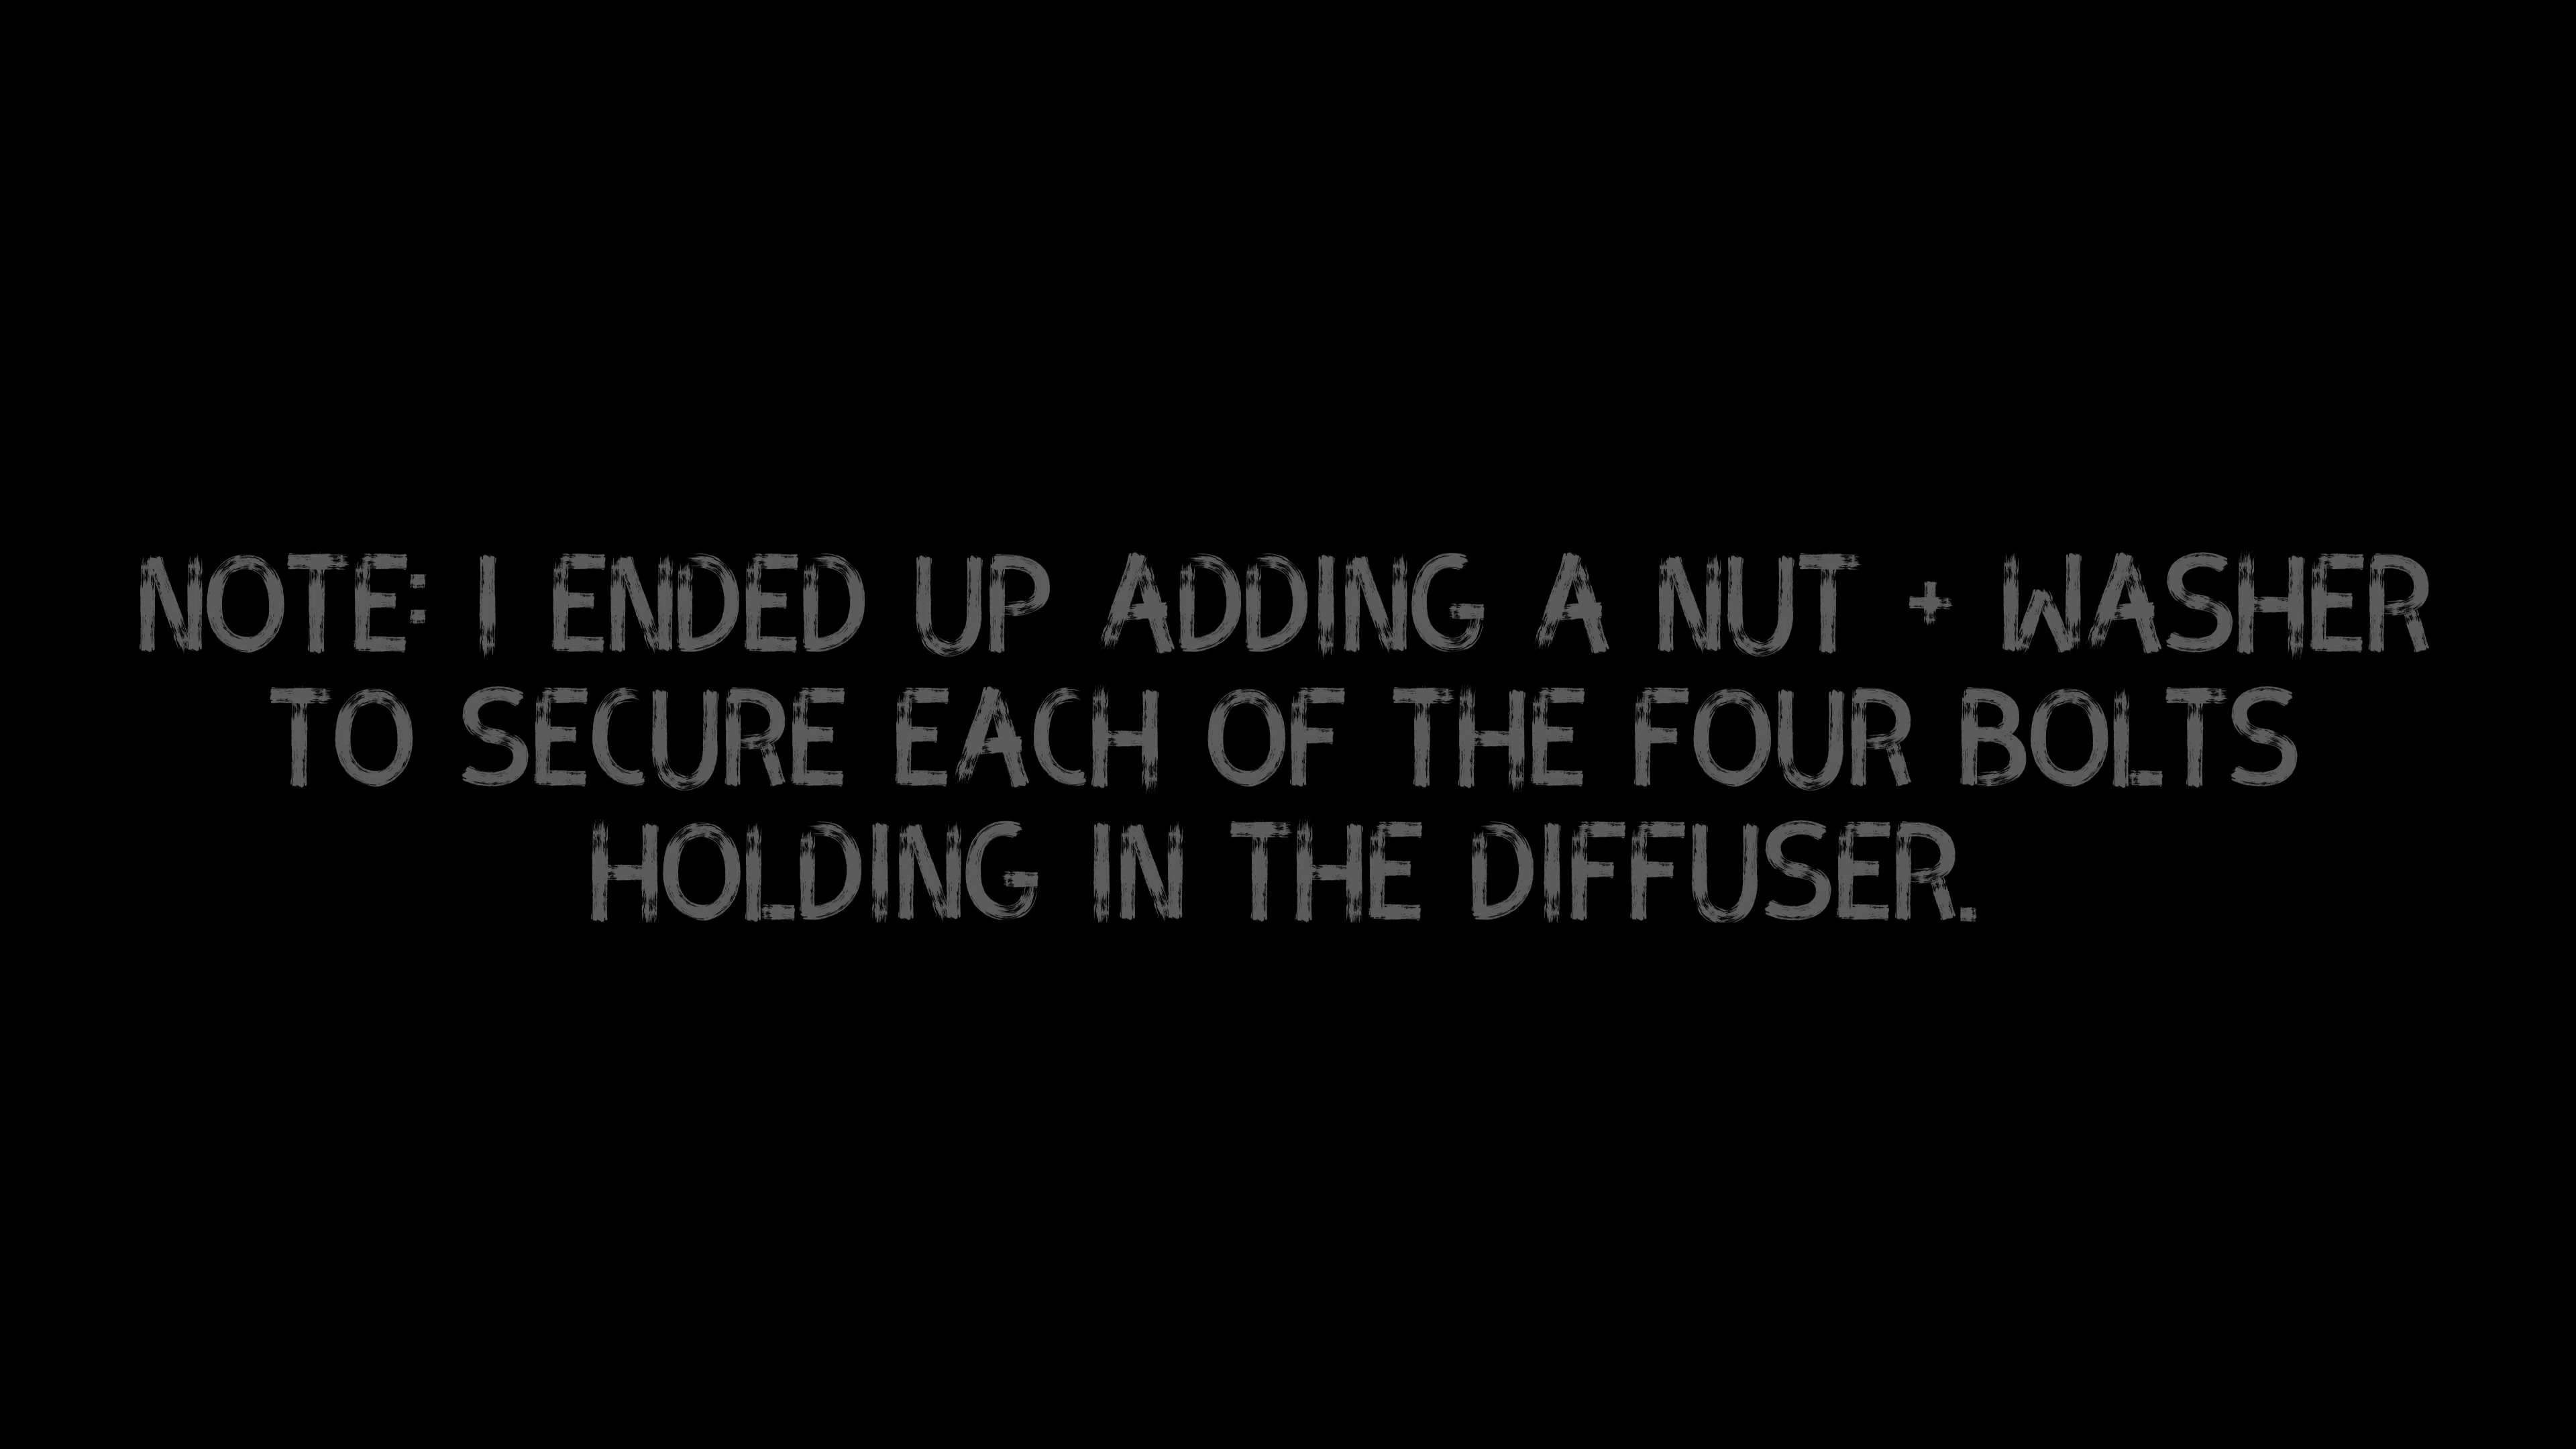 NOTE: I ENDED UP ADDING A NUT + WASHER
TO SECURE EACH OF THE FOUR BOLTS
HOLDING IN THE DIFFUSER.